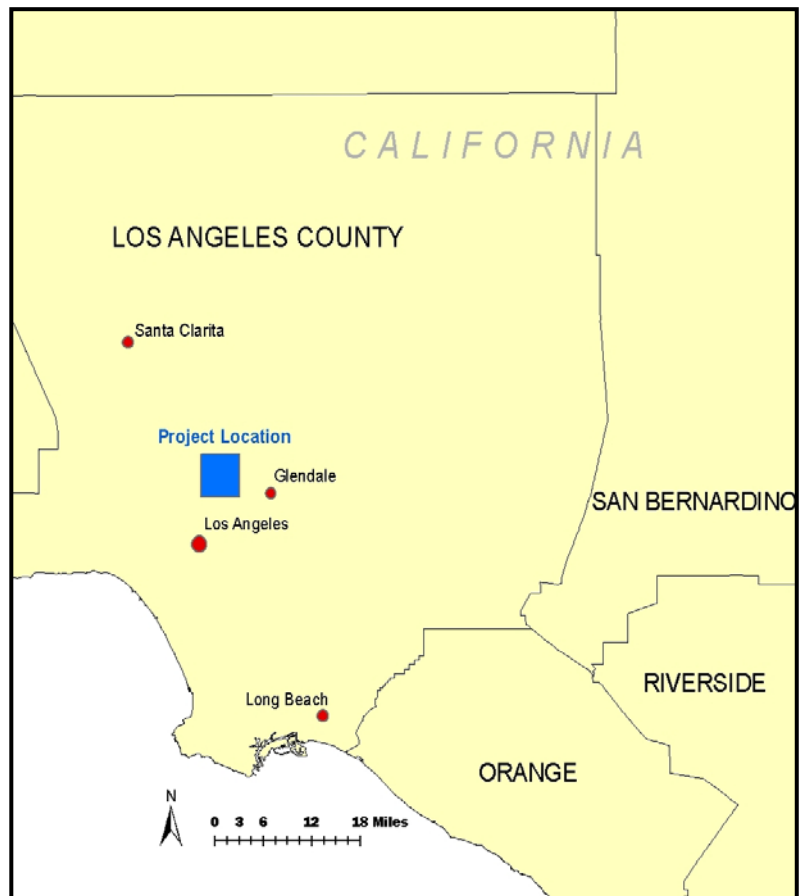 CALIFORNIA
LOS ANGELES COUNTY
Santa Clarita
Project Location
Glendale
SAN BERNARDINO
Los Angeles
RIVERSIDE
Long Beach
ORANGE
N
0 3 6 12 18 Miles